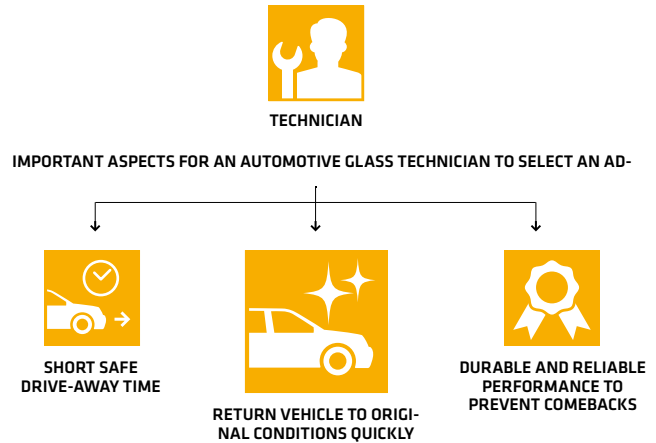 TECHNICIAN
IMPORTANT ASPECTS FOR AN AUTOMOTIVE GLASS TECHNICIAN TO SELECT AN AD-
SHORT SAFE
DRIVE-AWAY TIME
RETURN VEHICLE TO ORIGI-
NAL CONDITIONS QUICKLY
DURABLE AND RELIABLE
PERFORMANCE TO
PREVENT COMEBACKS